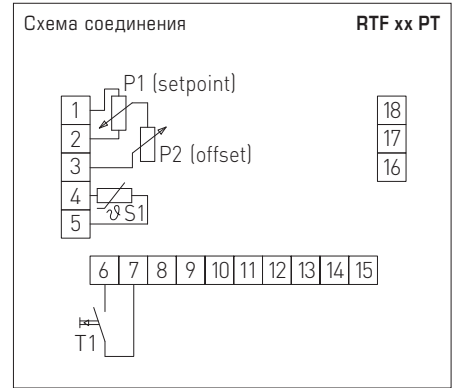 Схема соединения RTF xx PT
P1 (setpoint)
1 18
2 17
P2 (offset)
3 16
4
ϑ S1
5
6 7 8 9 10 11 12 13 14 15
T1